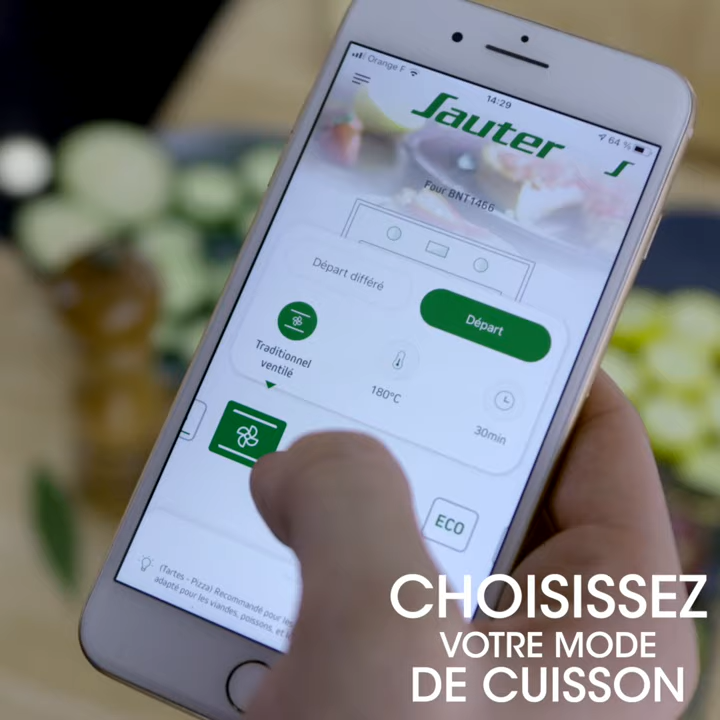 Orange F
14:29
64 %
Sauter
Four BNT1466
Départ différé
Départ
Traditionnel
ventilé
180°C
30min
ECO
(Tartes - Pizza) Recommandé pour les
adapté pour les viandes, poissons, et
CHOISISSEZ
VOTRE MODE
DE CUISSON